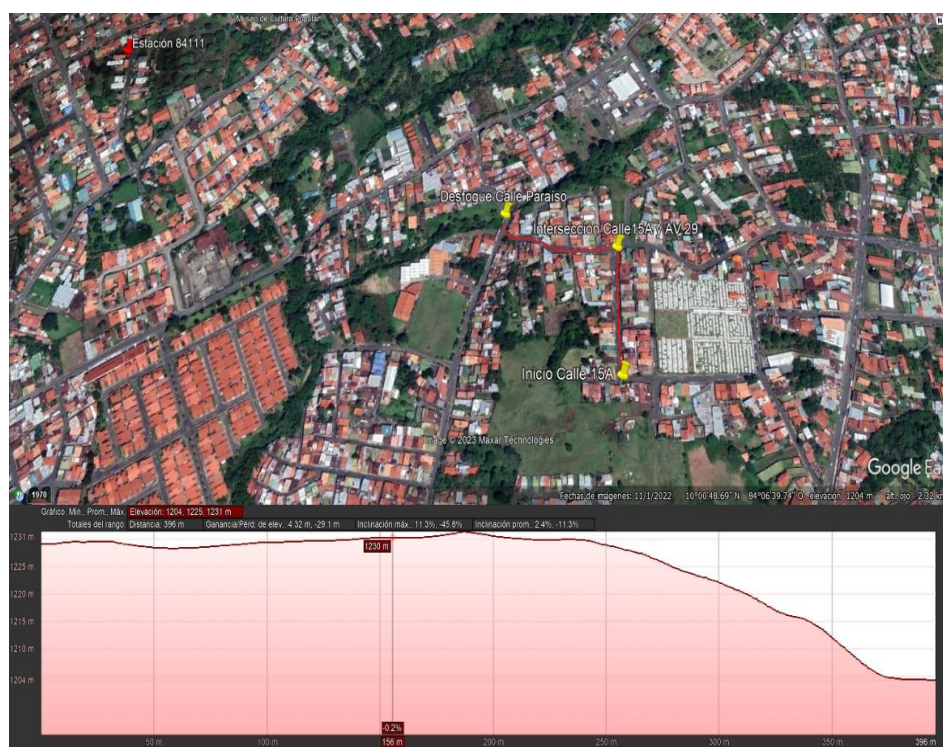 Museo de Cultura Popular
N
Estación 84111
Desfogue Calle Paraíso
Intersección Calle 15A y AV 29
Inicio Calle 15A
Image © 2023 Maxar Technologies
Google Ea
1970
Fechas de imágenes: 11/1/2022 10°00'48.69" N 84°06'39.74" O elevación 1204 m alt. ojo 2.32 km
Gráfico: Mín., Prom., Máx. Elevación: 1204, 1225, 1231 m
Totales del rango: Distancia: 396 m Ganancia/Pérd. de elev.: 4.32 m, -29.1 m Inclinación máx.: 11.3%, -45.8% Inclinación prom.: 2.4%, -11.3%
1231 m
1230 m
1225 m
1220 m
1215 m
1210 m
1204 m
-0.2%
50 m 100 m 156 m 200 m 250 m 300 m 350 m 396 m